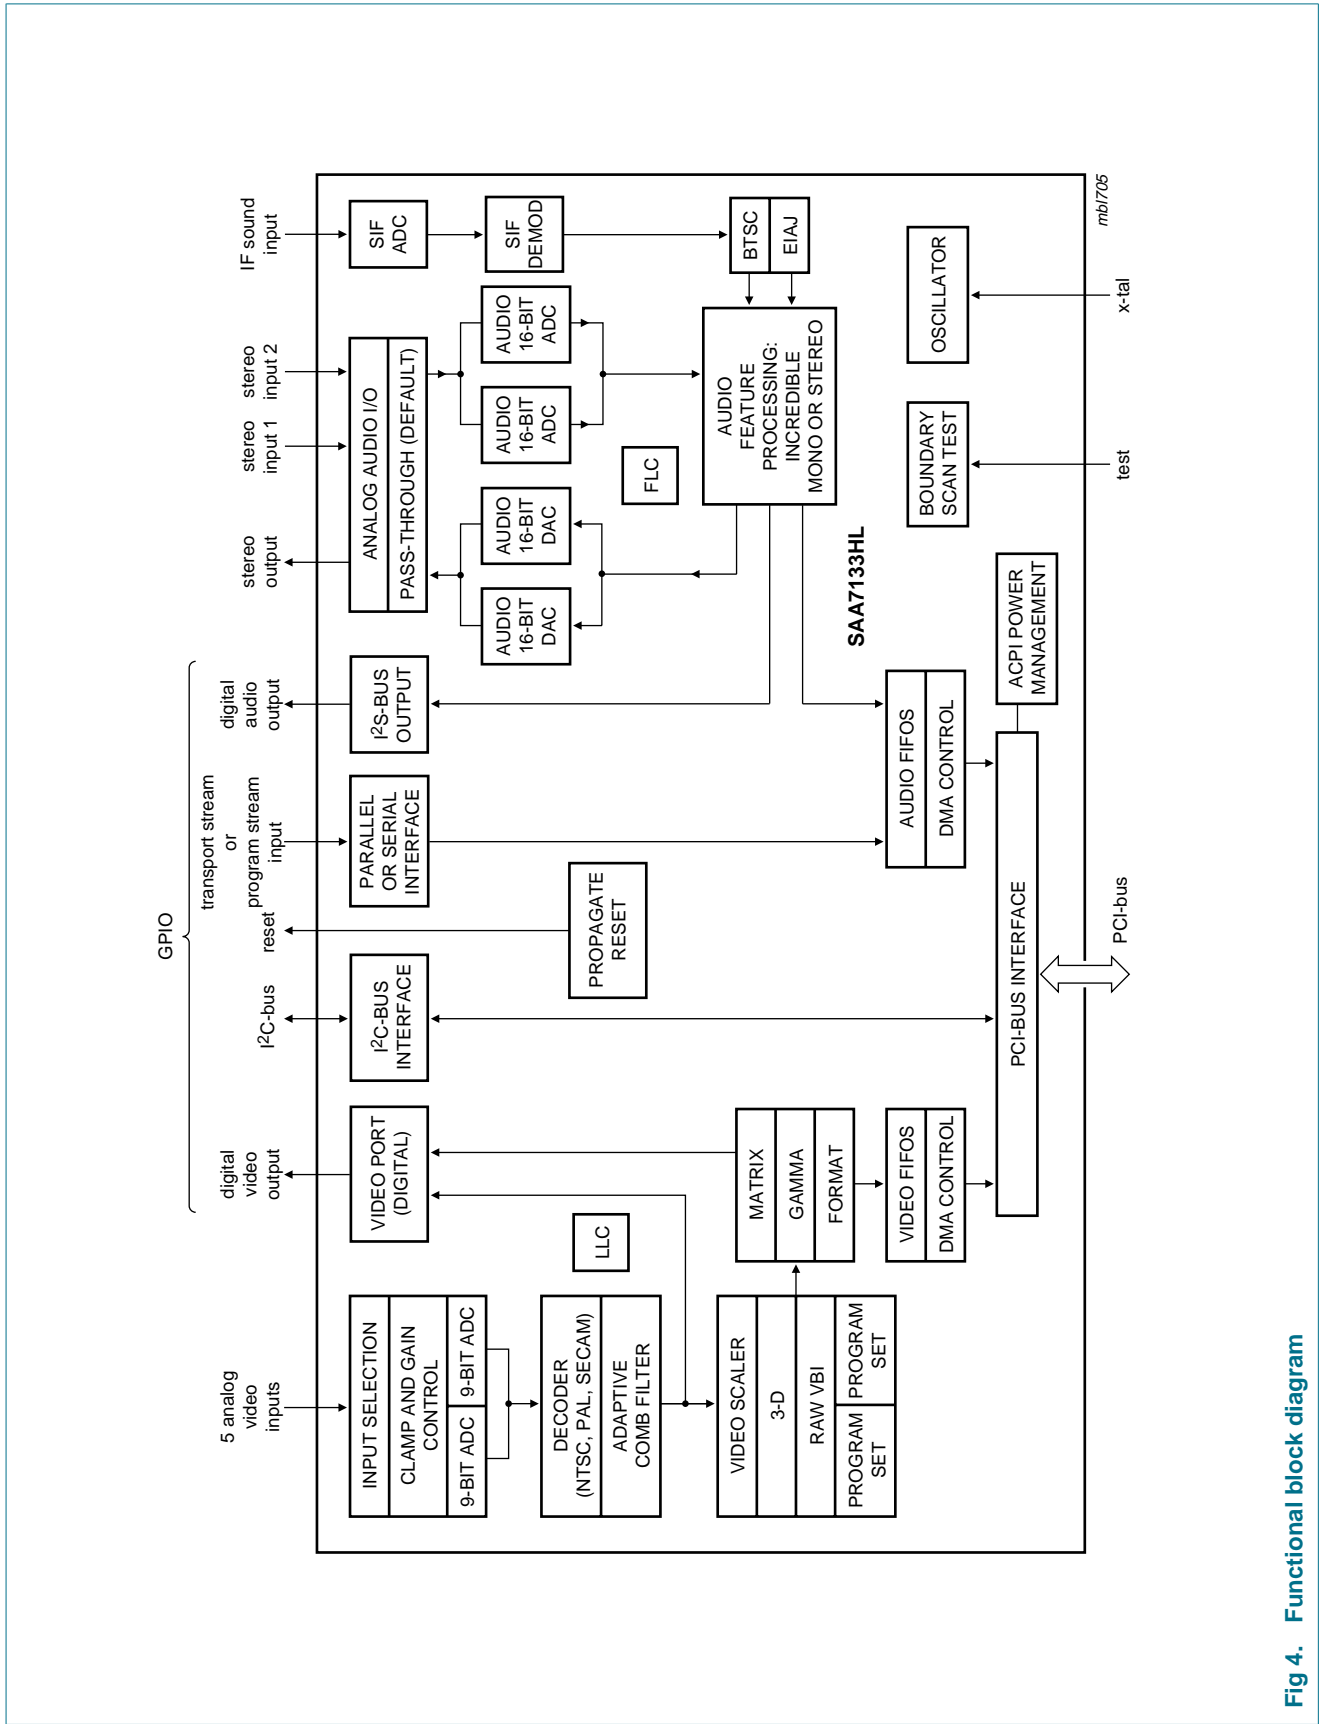 GPIO
5 analog
video
inputs
digital
video
output
I2C-bus
reset
transport stream
or
program stream
input
digital
audio
output
stereo
output
stereo
input 1
stereo
input 2
IF sound
input
INPUT SELECTION
CLAMP AND GAIN
CONTROL
9-BIT ADC
9-BIT ADC
VIDEO PORT
(DIGITAL)
I2C-BUS
INTERFACE
PARALLEL
OR SERIAL
INTERFACE
I2S-BUS
OUTPUT
ANALOG AUDIO I/O
PASS-THROUGH (DEFAULT)
SIF
ADC
DECODER
(NTSC, PAL, SECAM)
ADAPTIVE
COMB FILTER
LLC
PROPAGATE
RESET
AUDIO
16-BIT
DAC
AUDIO
16-BIT
DAC
AUDIO
16-BIT
ADC
AUDIO
16-BIT
ADC
SIF
DEMOD
FLC
VIDEO SCALER
3-D
RAW VBI
PROGRAM
SET
PROGRAM
SET
MATRIX
GAMMA
FORMAT
AUDIO
FEATURE
PROCESSING:
INCREDIBLE
MONO OR STEREO
BTSC
EIAJ
SAA7133HL
VIDEO FIFOS
DMA CONTROL
AUDIO FIFOS
DMA CONTROL
BOUNDARY
SCAN TEST
OSCILLATOR
PCI-BUS INTERFACE
ACPI POWER
MANAGEMENT
PCI-bus
test
x-tal
mbl705
Fig 4. Functional block diagram